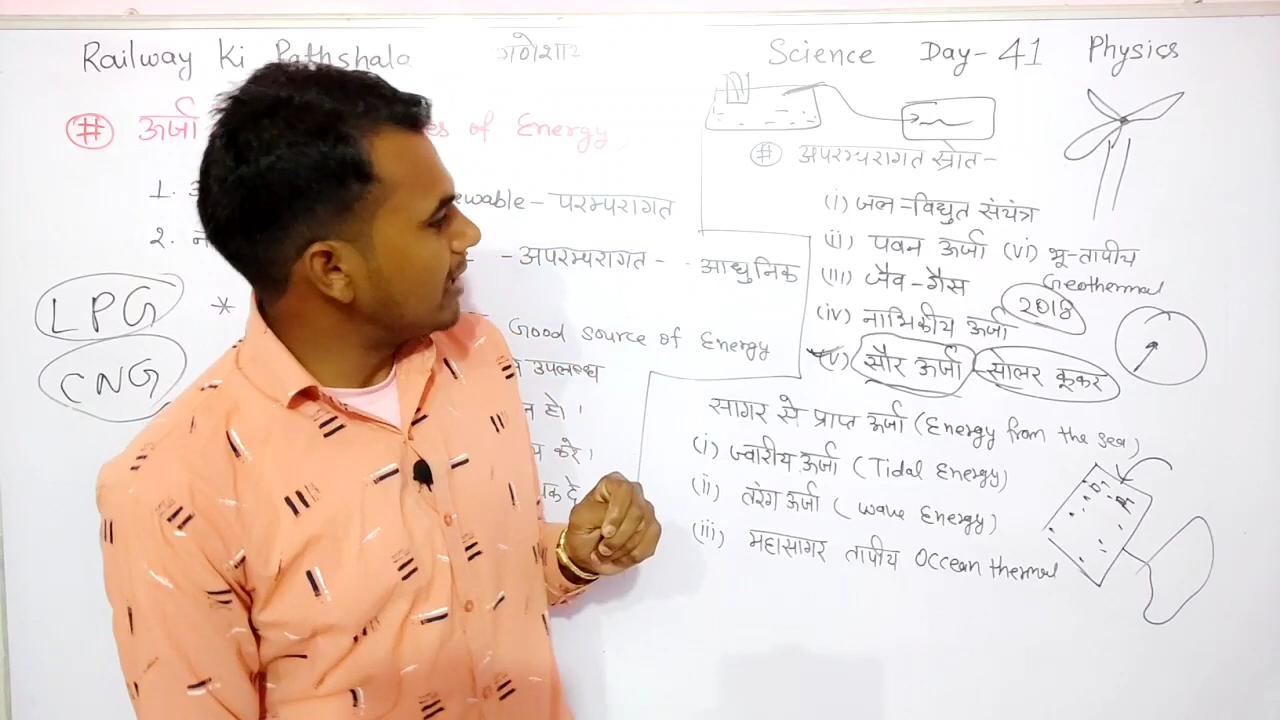 Railway Ki Pathshala गणेशा
Science Day-41 Physics
# ऊर्जा of Energy
1.
ewable - परम्परागत
2.
- अपरम्परागत - आधुनिक
LPG
CNG
*
Good source of Energy
उपलब्ध
हो।
करे।
# अपरम्परागत स्रोत-
(i) जल-विद्युत संयंत्र
(ii) पवन ऊर्जा (vi) भू-तापीय
Geothermal
(iii) जैव-गैस
2018
(iv) नाभिकीय ऊर्जा
(v) सौर ऊर्जा सोलर कूकर
सागर से प्राप्त ऊर्जा (Energy from the sea)
(i) ज्वारीय ऊर्जा (Tidal Energy)
(ii) तरंग ऊर्जा (wave Energy)
(iii) महासागर तापीय Occean thermal